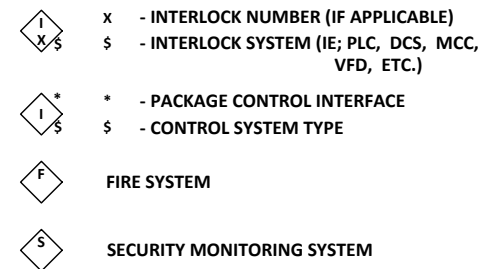 I
X $ X - INTERLOCK NUMBER (IF APPLICABLE)
$ - INTERLOCK SYSTEM (IE; PLC, DCS, MCC,
VFD, ETC.)
I * $ * - PACKAGE CONTROL INTERFACE
$ - CONTROL SYSTEM TYPE
F FIRE SYSTEM
S SECURITY MONITORING SYSTEM